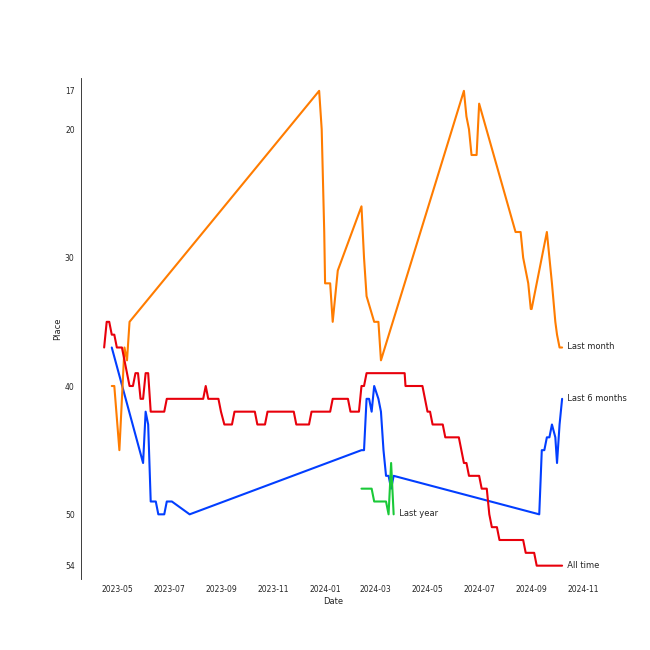 17
20
30
40
50
54
Place
2023-05
2023-07
2023-09
2023-11
2024-01
2024-03
2024-05
2024-07
2024-09
2024-11
Date
Last month
Last 6 months
Last year
All time